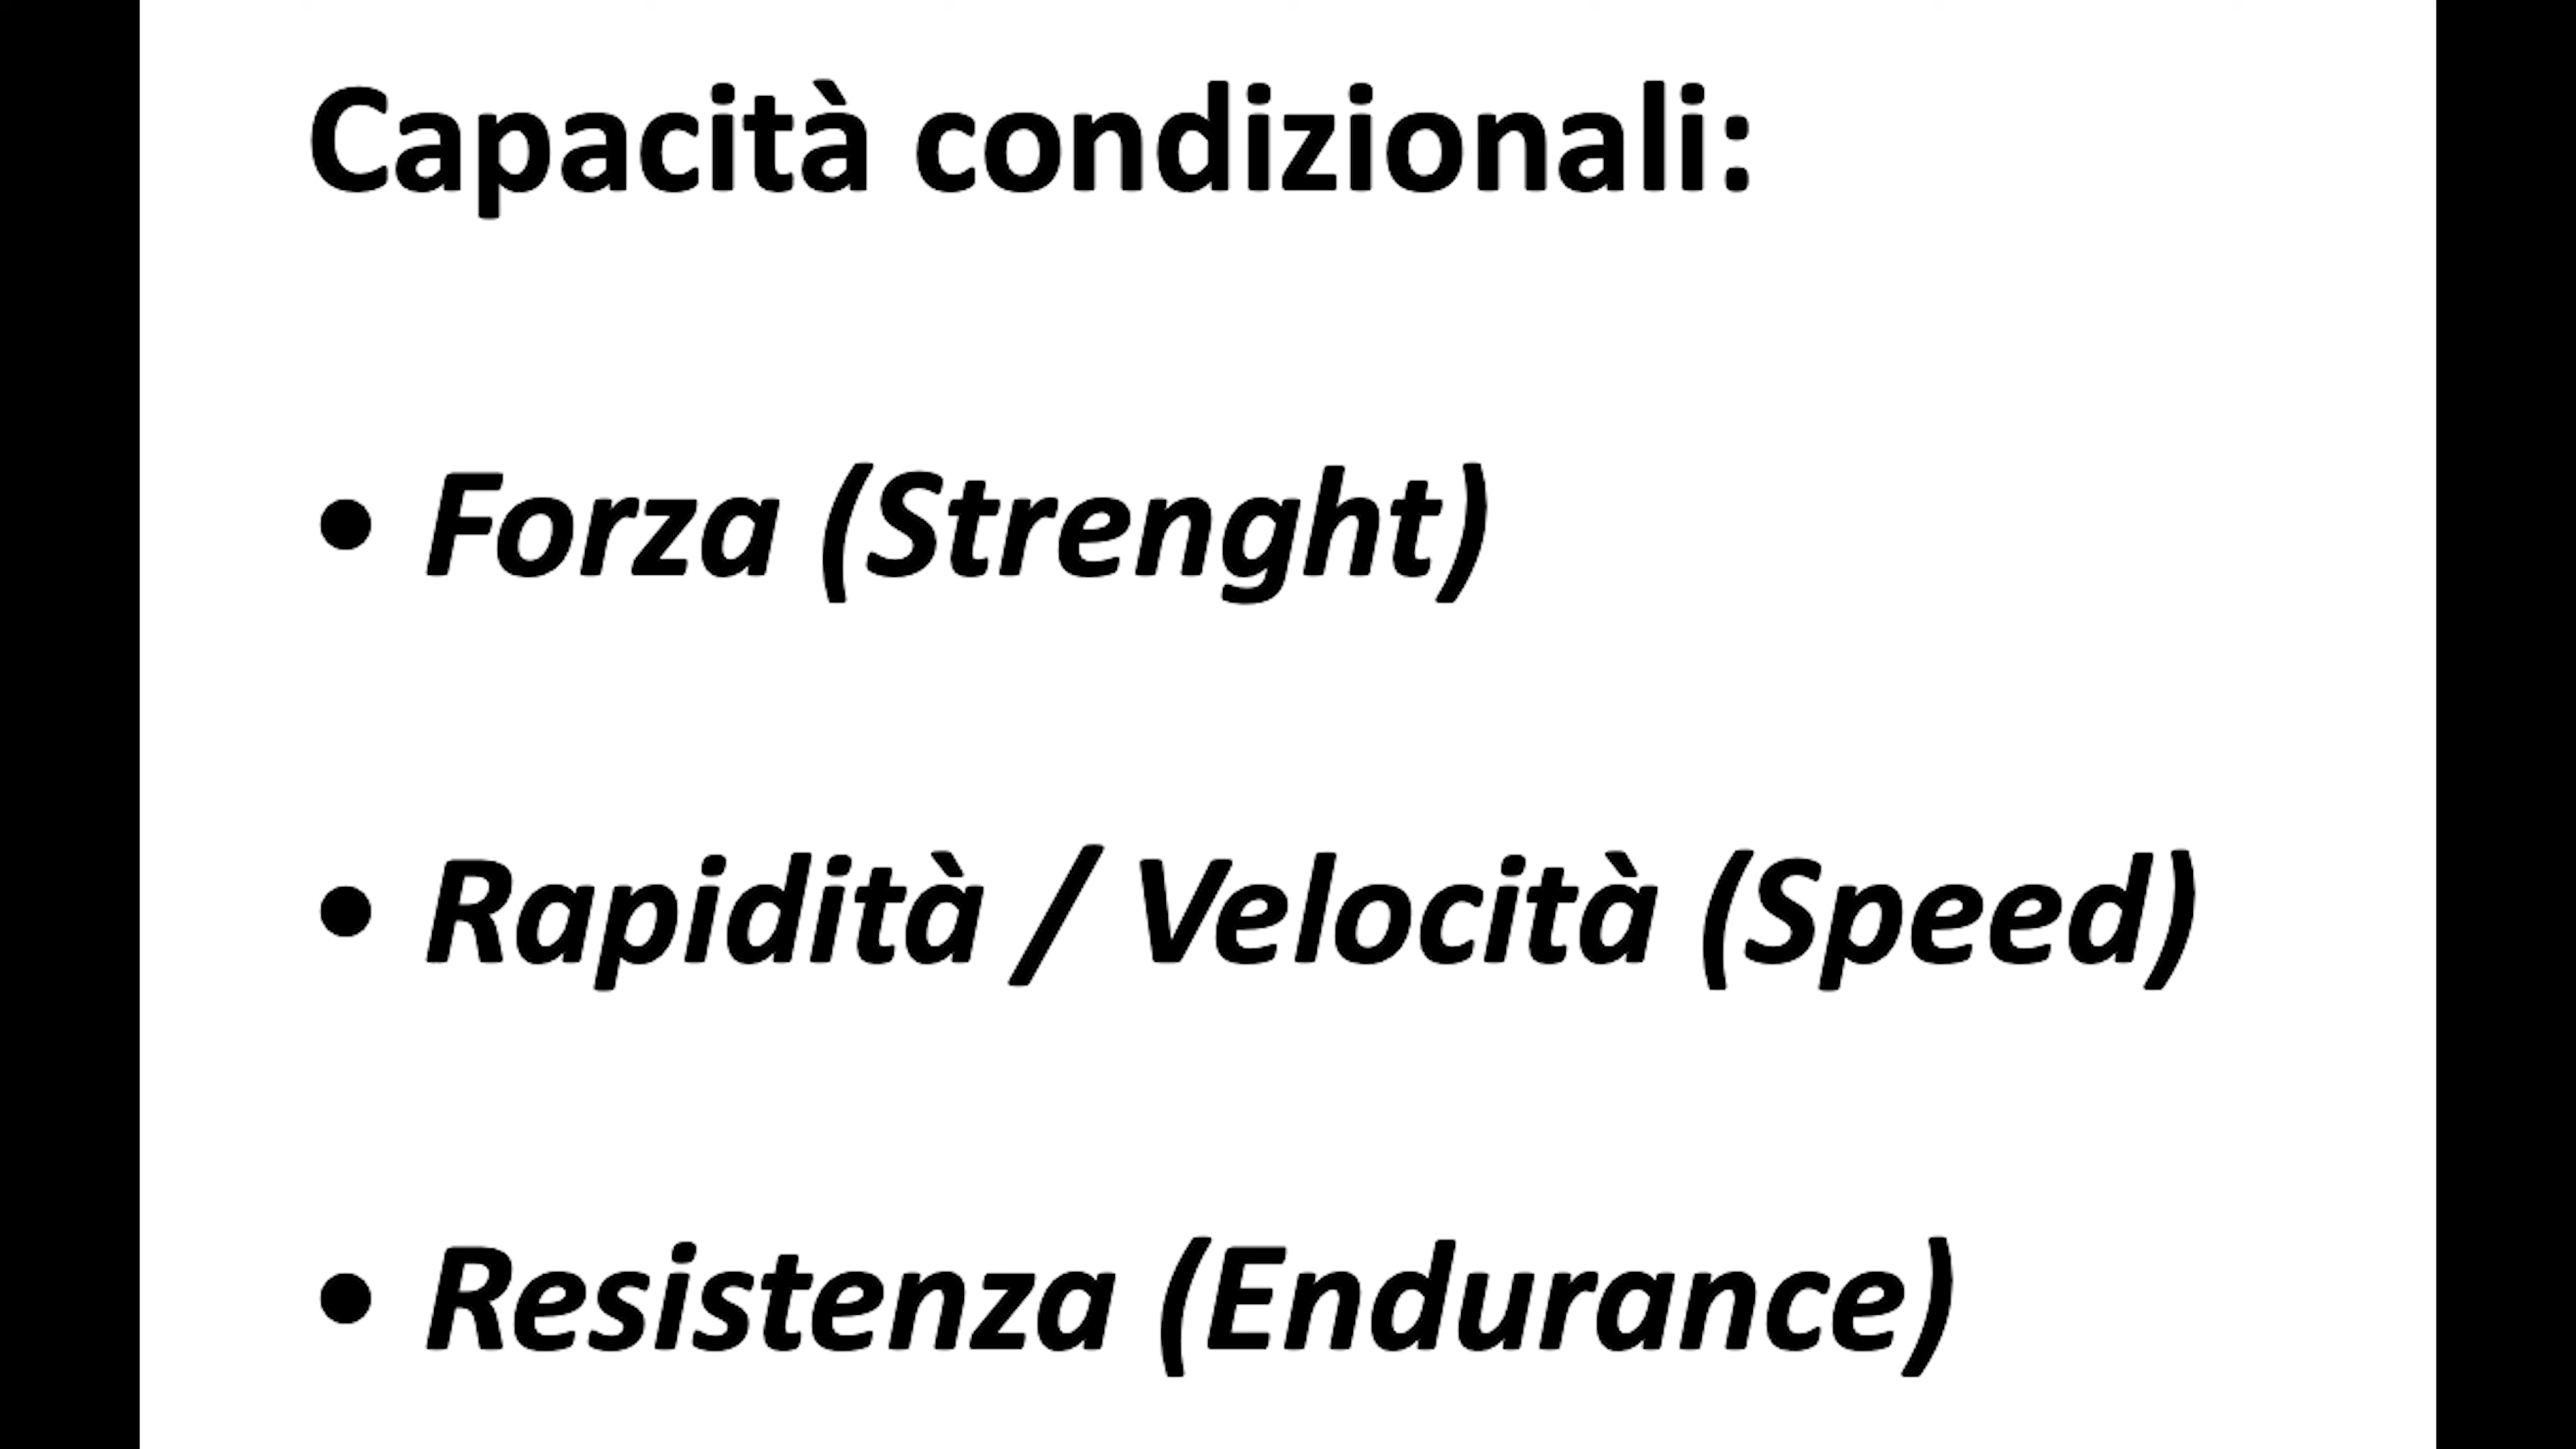 Capacità condizionali:
• Forza (Strenght)
• Rapidità / Velocità (Speed)
• Resistenza (Endurance)